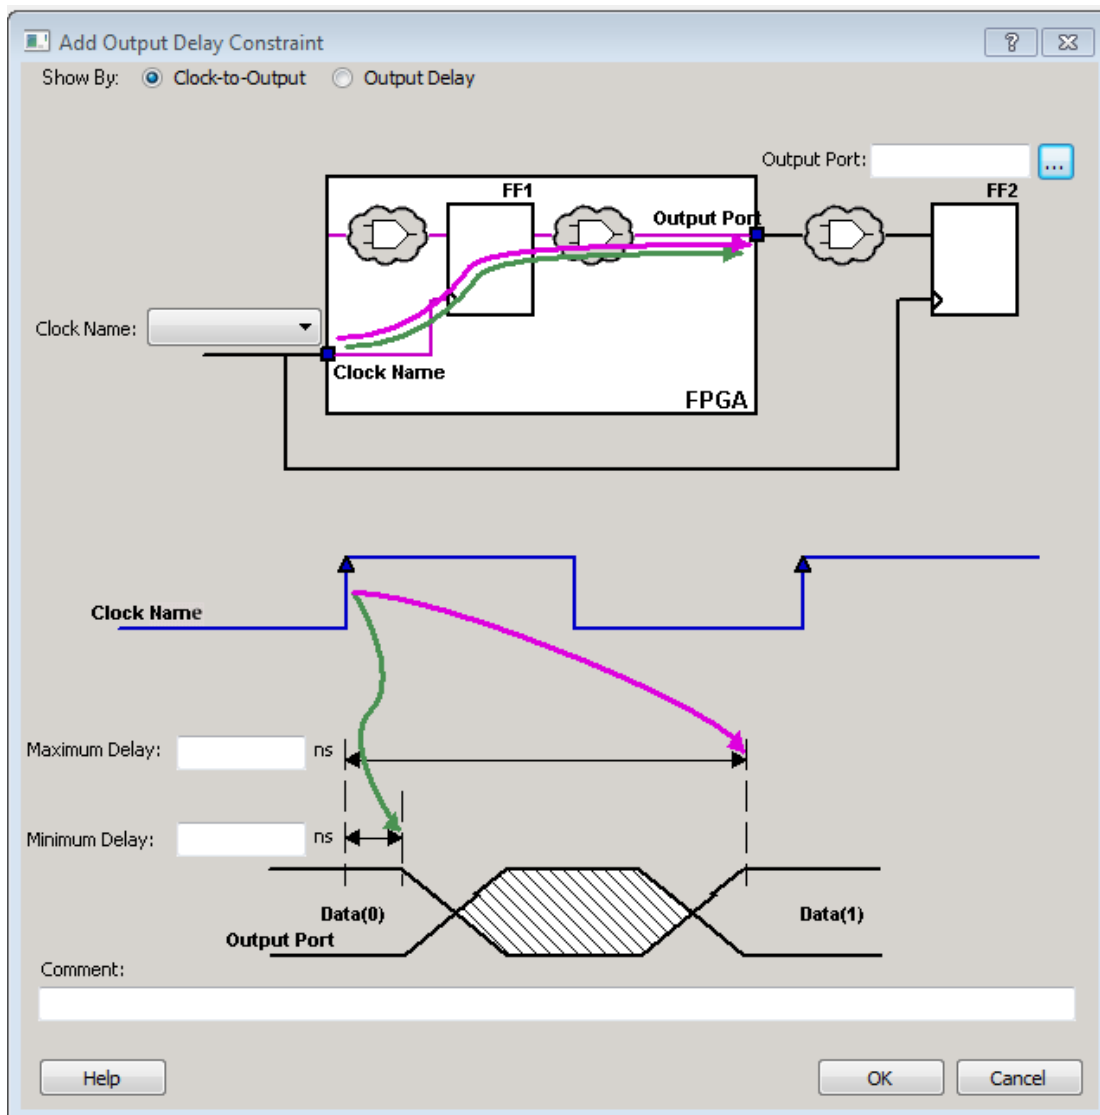 Add Output Delay Constraint
Show By: Clock-to-Output Output Delay
Output Port: ...
FF1 FF2
Output Port
Clock Name:
Clock Name
FPGA
Clock Name
Maximum Delay: ns
Minimum Delay: ns
Data(0) Data(1)
Output Port
Comment:
Help OK Cancel